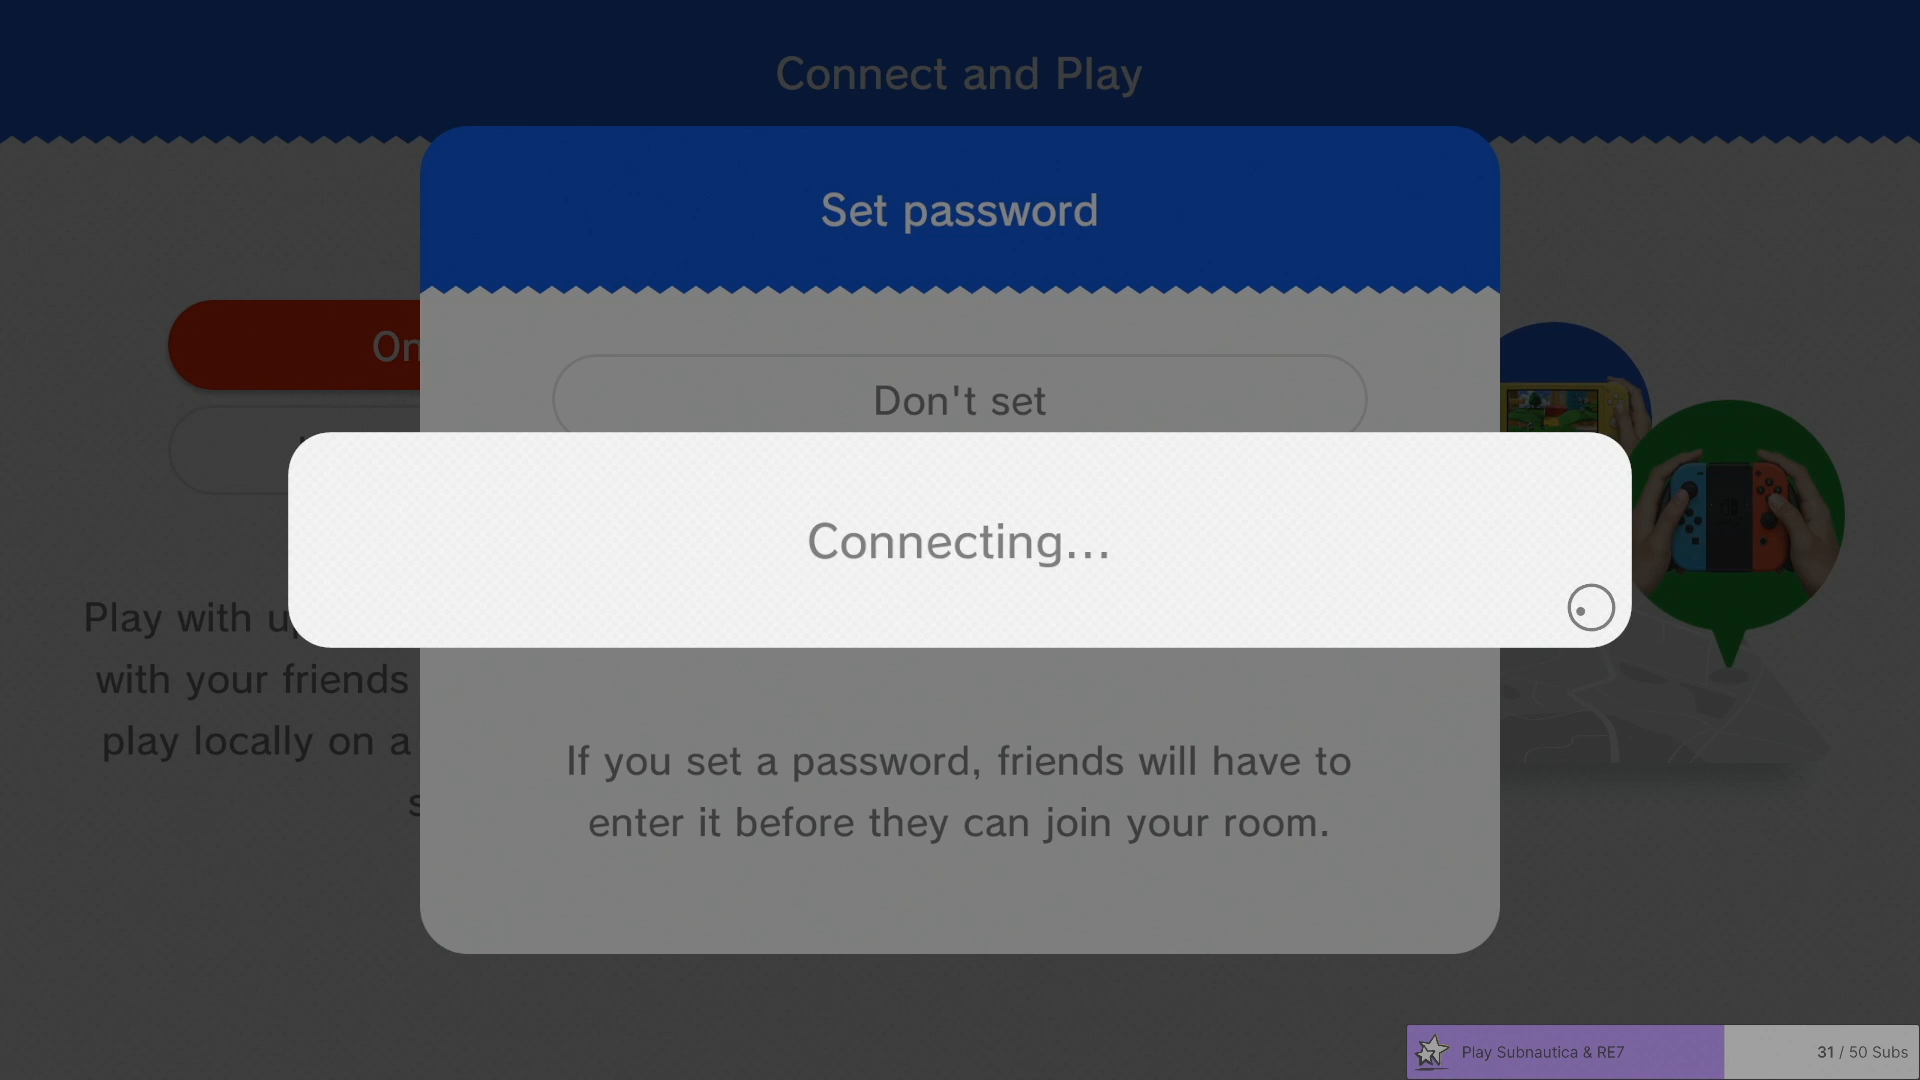 Connect and Play
Set password
On
Don't set
Connecting...
Play with
with your friends
play locally on a
If you set a password, friends will have to
enter it before they can join your room.
Play Subnautica & RE7
31 / 50 Subs